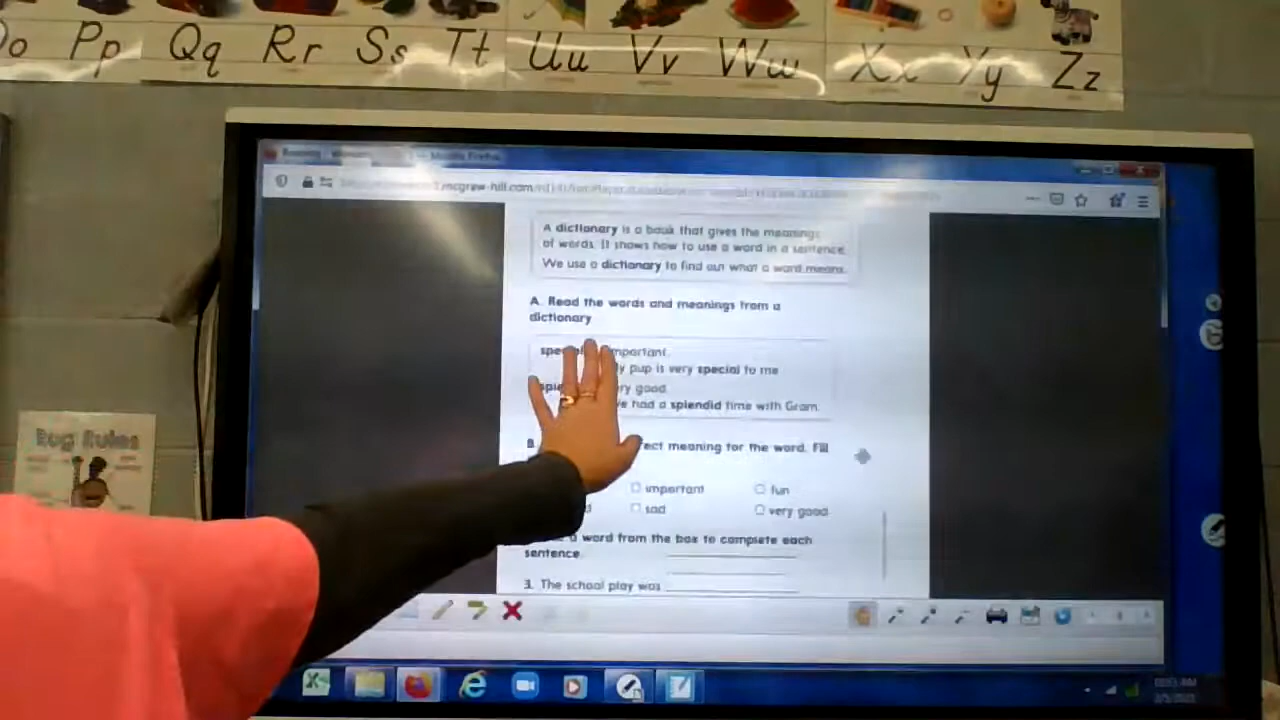 Pp Qq Rr Ss Tt Uu Vv Ww Xx Yy Zz
mcgraw-hill.com
A dictionary is a book that gives the meanings
of words. It shows how to use a word in a sentence.
We use a dictionary to find out what a word means.
A. Read the words and meanings from a
dictionary
important.
pup is very special to me
good
had a splendid time with Gram.
B. meaning for the word. Fill
important fun
sad very good
word from the box to complete each
sentence.
3. The school play was
Rug Rules